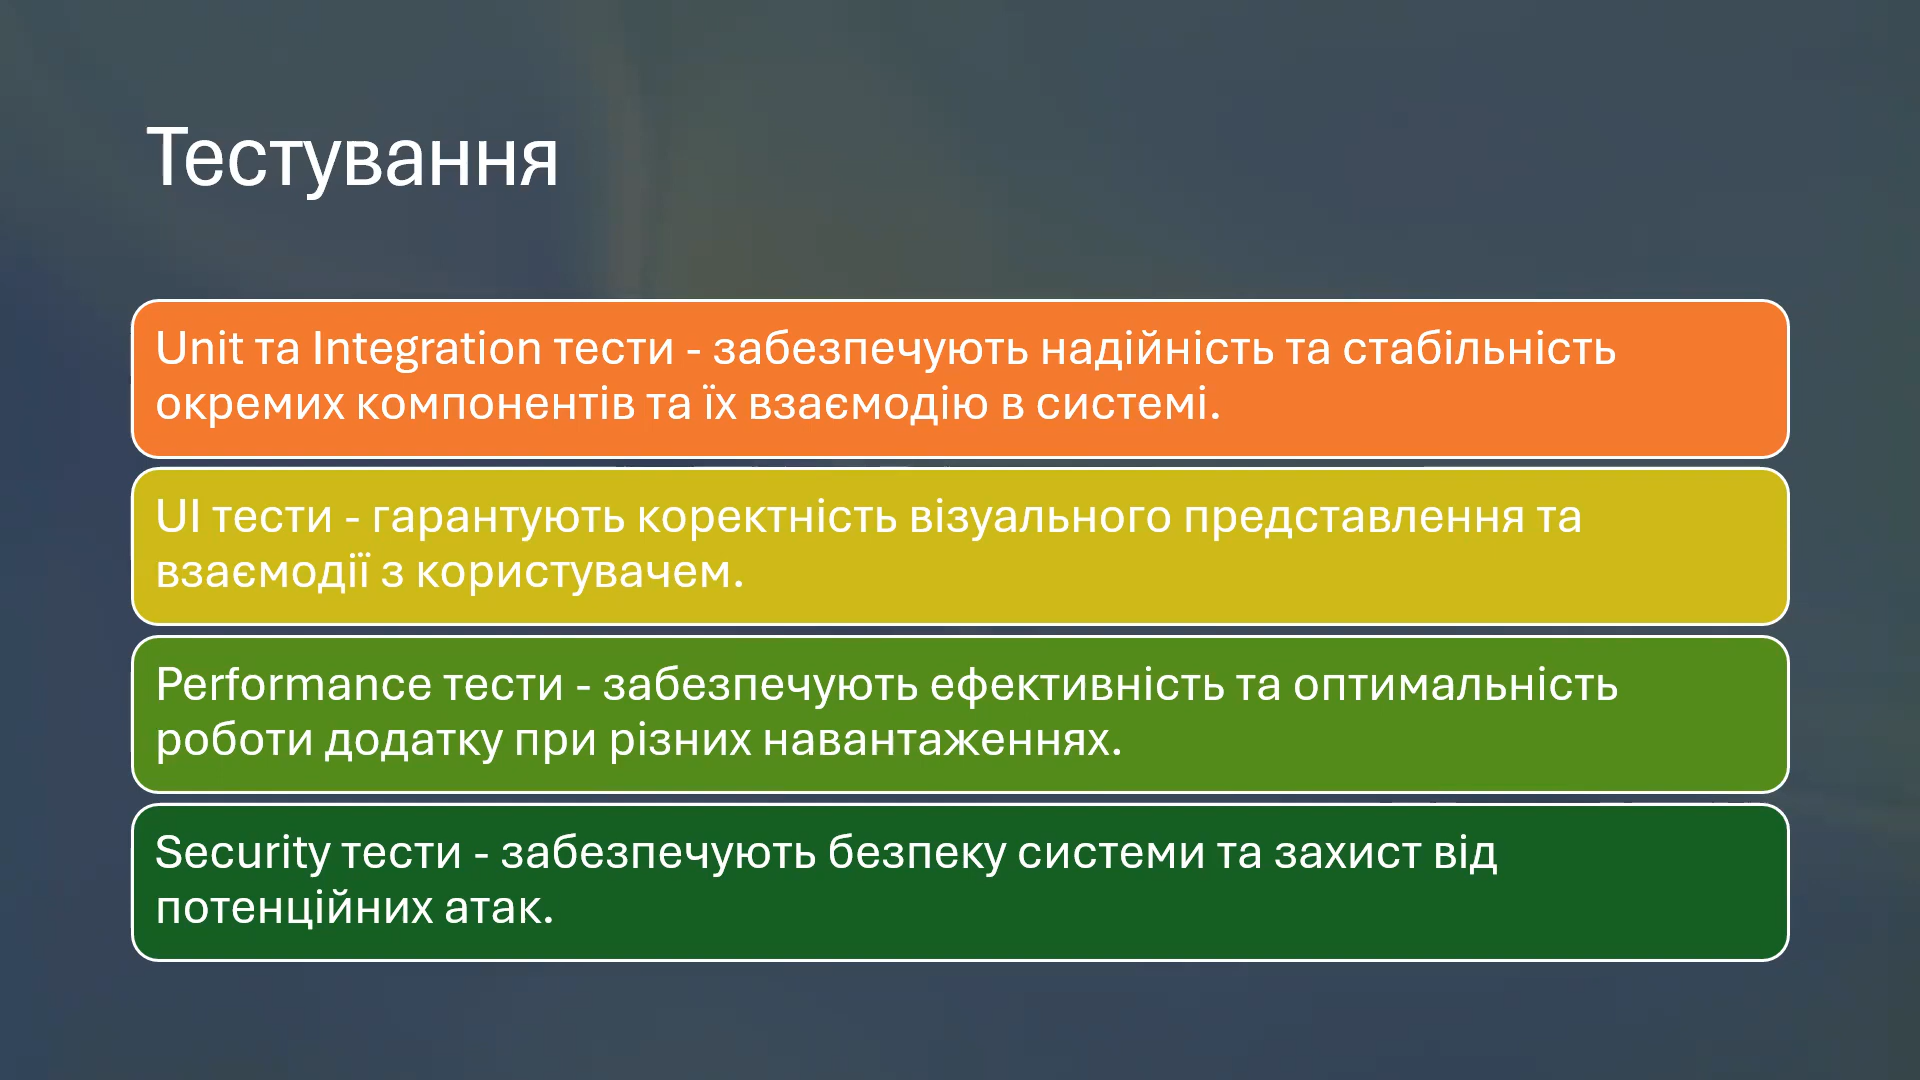 Тестування
Unit та Integration тести - забезпечують надійність та стабільність
окремих компонентів та їх взаємодію в системі.
UI тести - гарантують коректність візуального представлення та
взаємодії з користувачем.
Performance тести - забезпечують ефективність та оптимальність
роботи додатку при різних навантаженнях.
Security тести - забезпечують безпеку системи та захист від
потенційних атак.